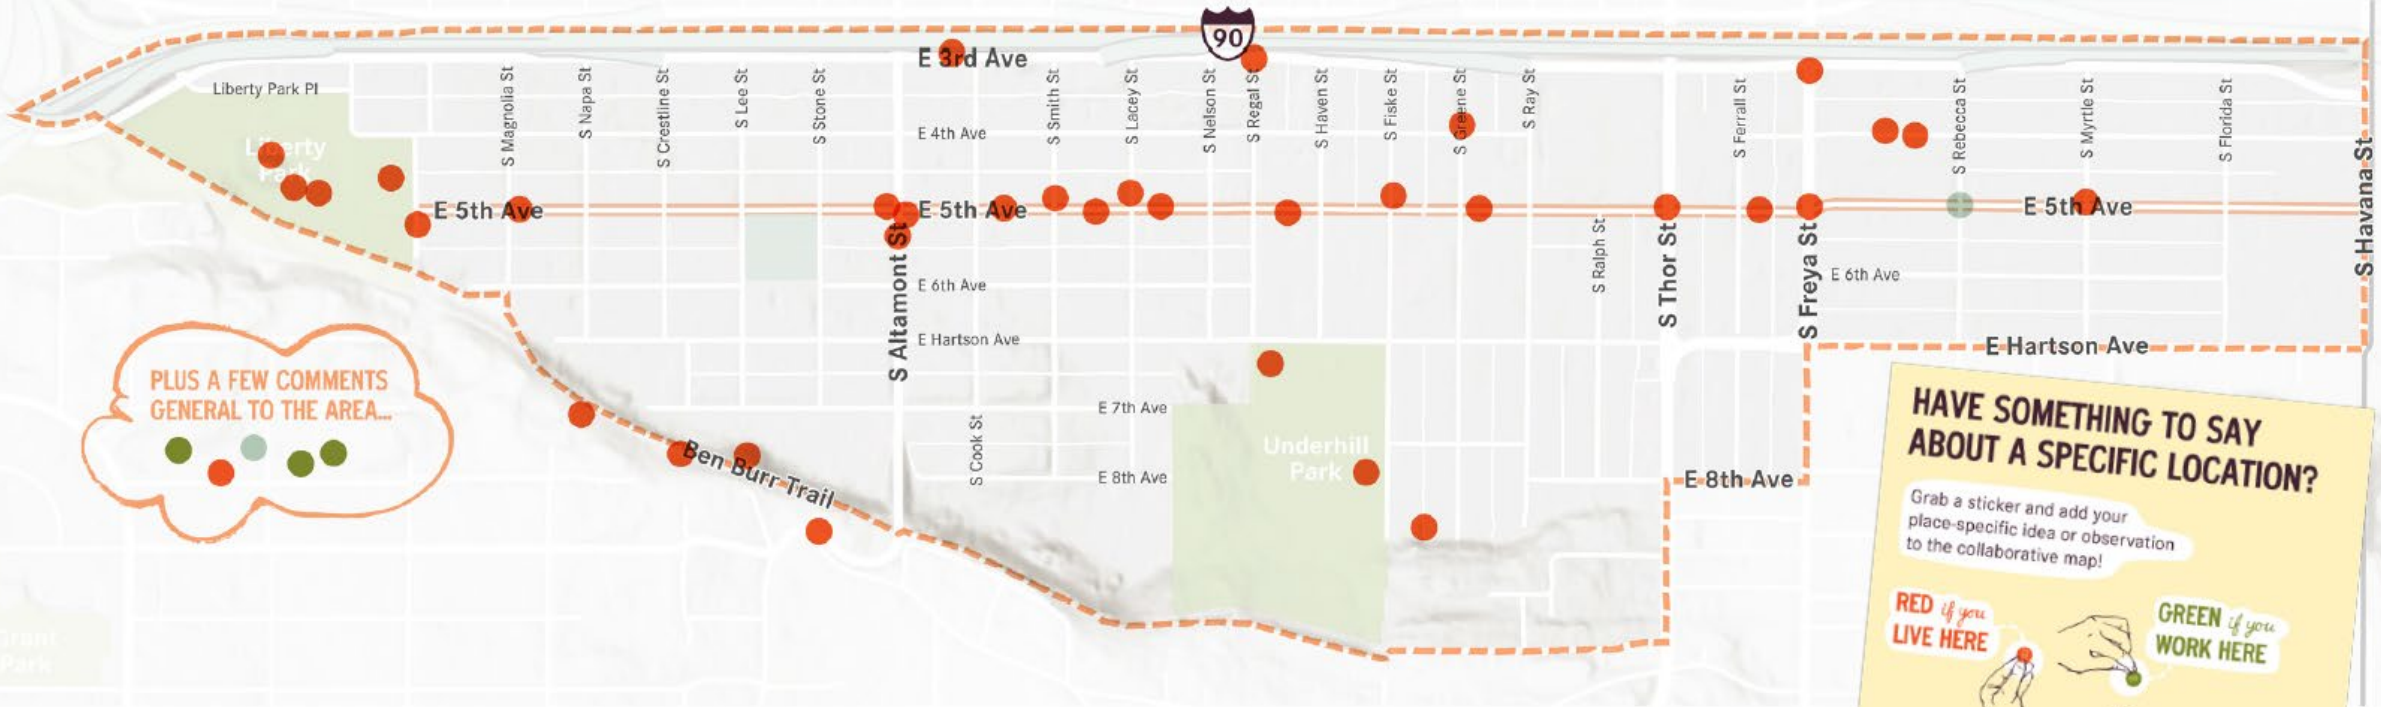 90
E 3rd Ave
Liberty Park Pl
S Magnolia St
S Napa St
S Crestline St
S Lee St
S Stone St
S Smith St
S Lacey St
S Nelson St
S Regal St
S Haven St
S Fiske St
S Greene St
S Ray St
S Ferrall St
S Rebecca St
S Myrtle St
S Florida St
S Havana St
E 4th Ave
Liberty
Park
E 5th Ave
E 5th Ave
E 5th Ave
S Altamont St
S Ralph St
S Thor St
S Freya St
E 6th Ave
E 6th Ave
E Hartson Ave
E Hartson Ave
PLUS A FEW COMMENTS
GENERAL TO THE AREA...
E 7th Ave
S Cook St
E 8th Ave
Underhill
Park
E 8th Ave
Ben Burr Trail
Grant
Park
HAVE SOMETHING TO SAY
ABOUT A SPECIFIC LOCATION?
Grab a sticker and add your
place-specific idea or observation
to the collaborative map!
RED if you
LIVE HERE
GREEN if you
WORK HERE